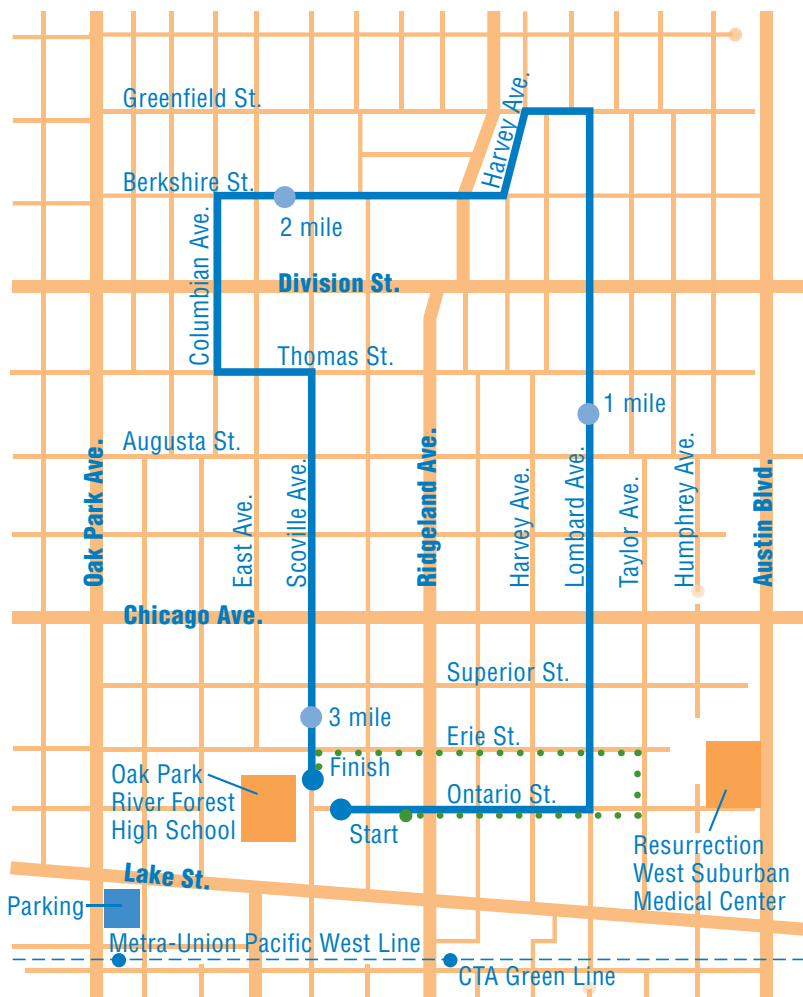 Greenfield St.
Harvey Ave.
Berkshire St.
2 mile
Columbian Ave.
Division St.
Thomas St.
1 mile
Augusta St.
Oak Park Ave.
East Ave.
Scoville Ave.
Ridgeland Ave.
Harvey Ave.
Lombard Ave.
Taylor Ave.
Humphrey Ave.
Austin Blvd.
Chicago Ave.
Superior St.
3 mile
Erie St.
Finish
Oak Park
River Forest
High School
Ontario St.
Start
Resurrection
West Suburban
Medical Center
Lake St.
Parking
Metra-Union Pacific West Line
CTA Green Line